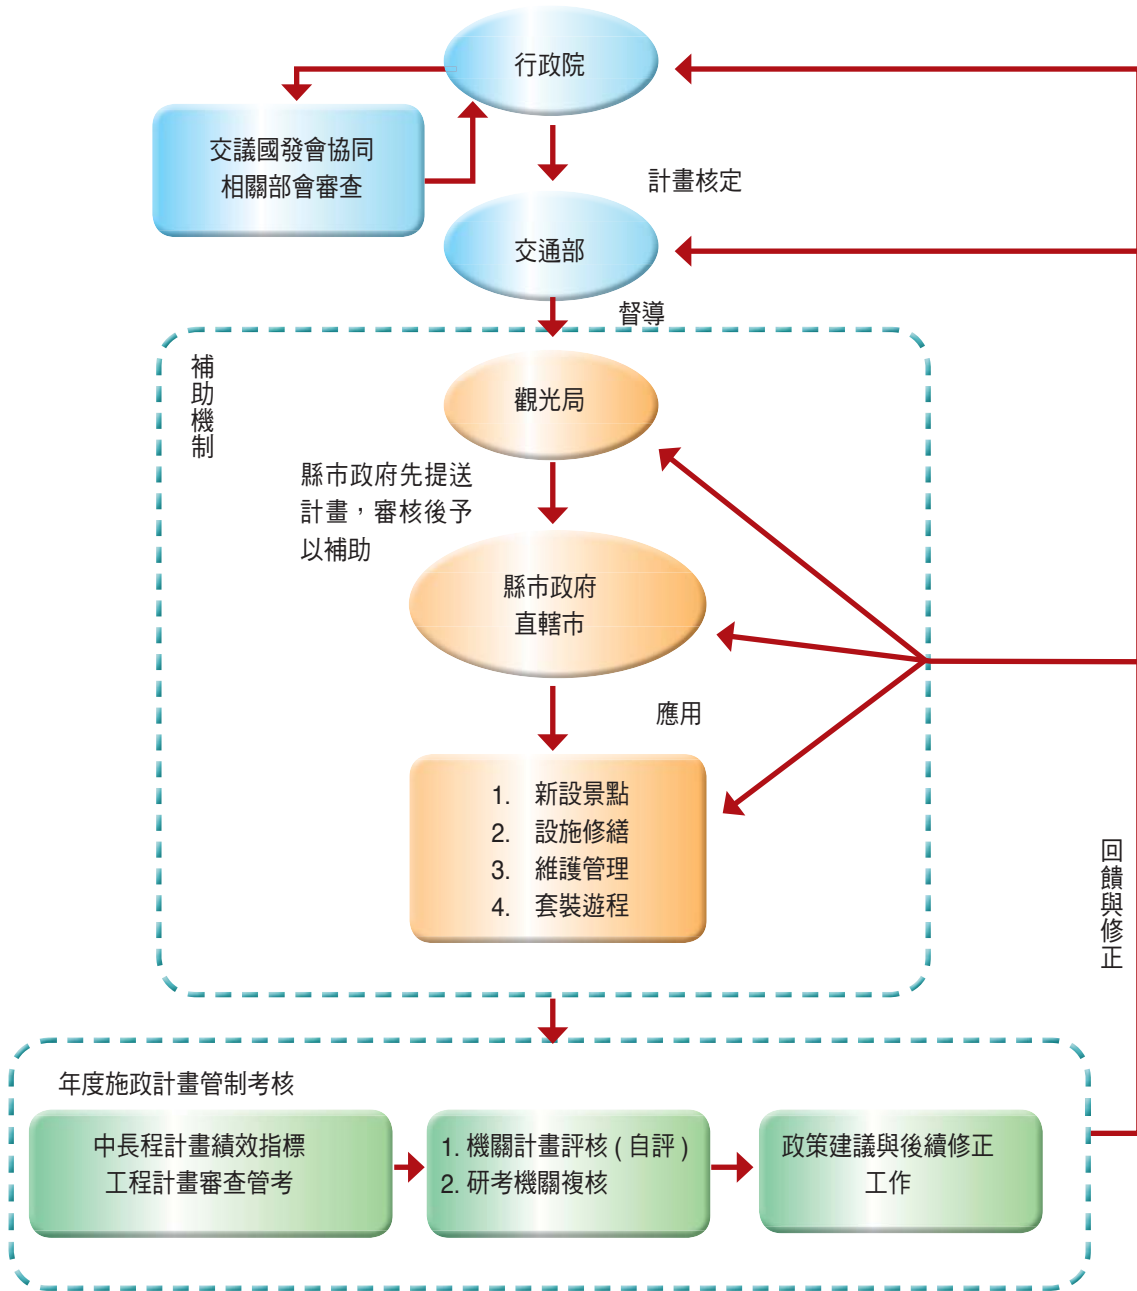 行政院
交議國發會協同
相關部會審查
計畫核定
交通部
督導
補助機制
觀光局
縣市政府先提送
計畫，審核後予
以補助
縣市政府
直轄市
應用
1. 新設景點
2. 設施修繕
3. 維護管理
4. 套裝遊程
回饋與修正
年度施政計畫管制考核
中長程計畫績效指標
工程計畫審查管考
1. 機關計畫評核 ( 自評 )
2. 研考機關複核
政策建議與後續修正
工作